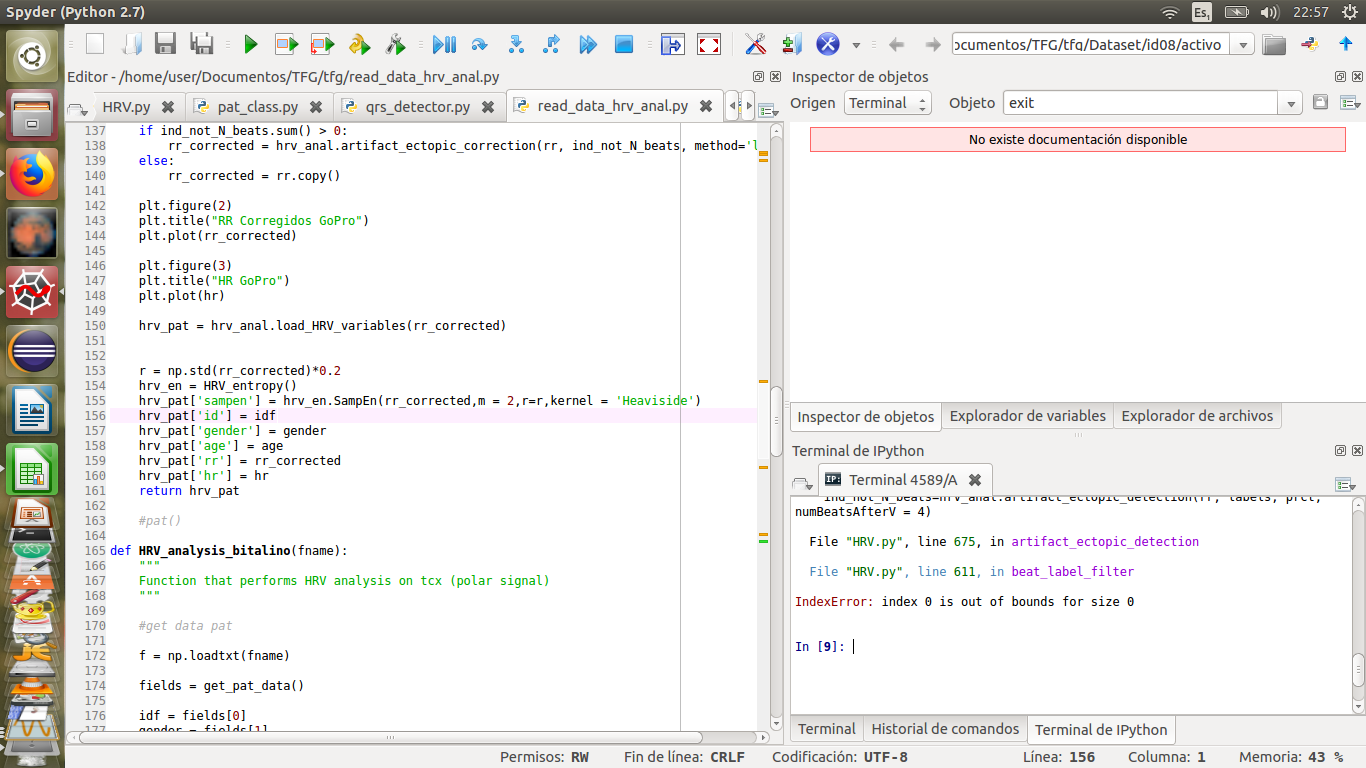 Spyder (Python 2.7)
Es1
22:57
ocumentos/TFG/tfg/Dataset/id08/activo
Editor - /home/user/Documentos/TFG/tfg/read_data_hrv_anal.py
HRV.py
pat_class.py
qrs_detector.py
read_data_hrv_anal.py
137     if ind_not_N_beats.sum() > 0:
138         rr_corrected = hrv_anal.artifact_ectopic_correction(rr, ind_not_N_beats, method='l
139     else:
140         rr_corrected = rr.copy()
141
142     plt.figure(2)
143     plt.title("RR Corregidos GoPro")
144     plt.plot(rr_corrected)
145
146     plt.figure(3)
147     plt.title("HR GoPro")
148     plt.plot(hr)
149
150     hrv_pat = hrv_anal.load_HRV_variables(rr_corrected)
151
152
153     r = np.std(rr_corrected)*0.2
154     hrv_en = HRV_entropy()
155     hrv_pat['sampen'] = hrv_en.SampEn(rr_corrected,m = 2,r=r,kernel = 'Heaviside')
156     hrv_pat['id'] = idf
157     hrv_pat['gender'] = gender
158     hrv_pat['age'] = age
159     hrv_pat['rr'] = rr_corrected
160     hrv_pat['hr'] = hr
161     return hrv_pat
162
163     #pat()
164
165 def HRV_analysis_bitalino(fname):
166     """
167     Function that performs HRV analysis on tcx (polar signal)
168     """
169
170     #get data pat
171
172     f = np.loadtxt(fname)
173
174     fields = get_pat_data()
175
176     idf = fields[0]
177     gender = fields[1]
Inspector de objetos
Origen Terminal Objeto exit
No existe documentación disponible
Inspector de objetos
Explorador de variables
Explorador de archivos
Terminal de IPython
IP: Terminal 4589/A
ind_not_N_beats=hrv_anal.artifact_ectopic_detection(rr, labels, prct,
numBeatsAfterV = 4)
File "HRV.py", line 675, in artifact_ectopic_detection
File "HRV.py", line 611, in beat_label_filter
IndexError: index 0 is out of bounds for size 0
In [9]:
Terminal
Historial de comandos
Terminal de IPython
Permisos: RW
Fin de línea: CRLF
Codificación: UTF-8
Línea: 156
Columna: 1
Memoria: 43 %